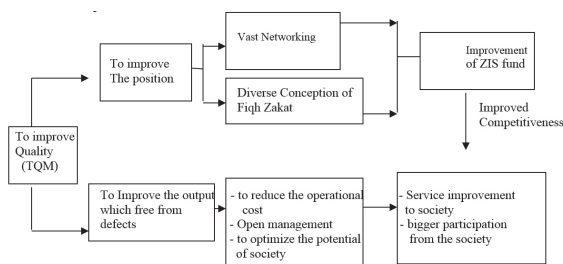 To improve
Quality
(TQM)
To improve
The position
Vast Networking
Diverse Conception of
Fiqh Zakat
Improvement
of ZIS fund
Improved
Competitiveness
To Improve the output
which free from
defects
- to reduce the operational
cost
- Open management
- to optimize the potential
of society
- Service improvement
to society
- bigger participation
from the society